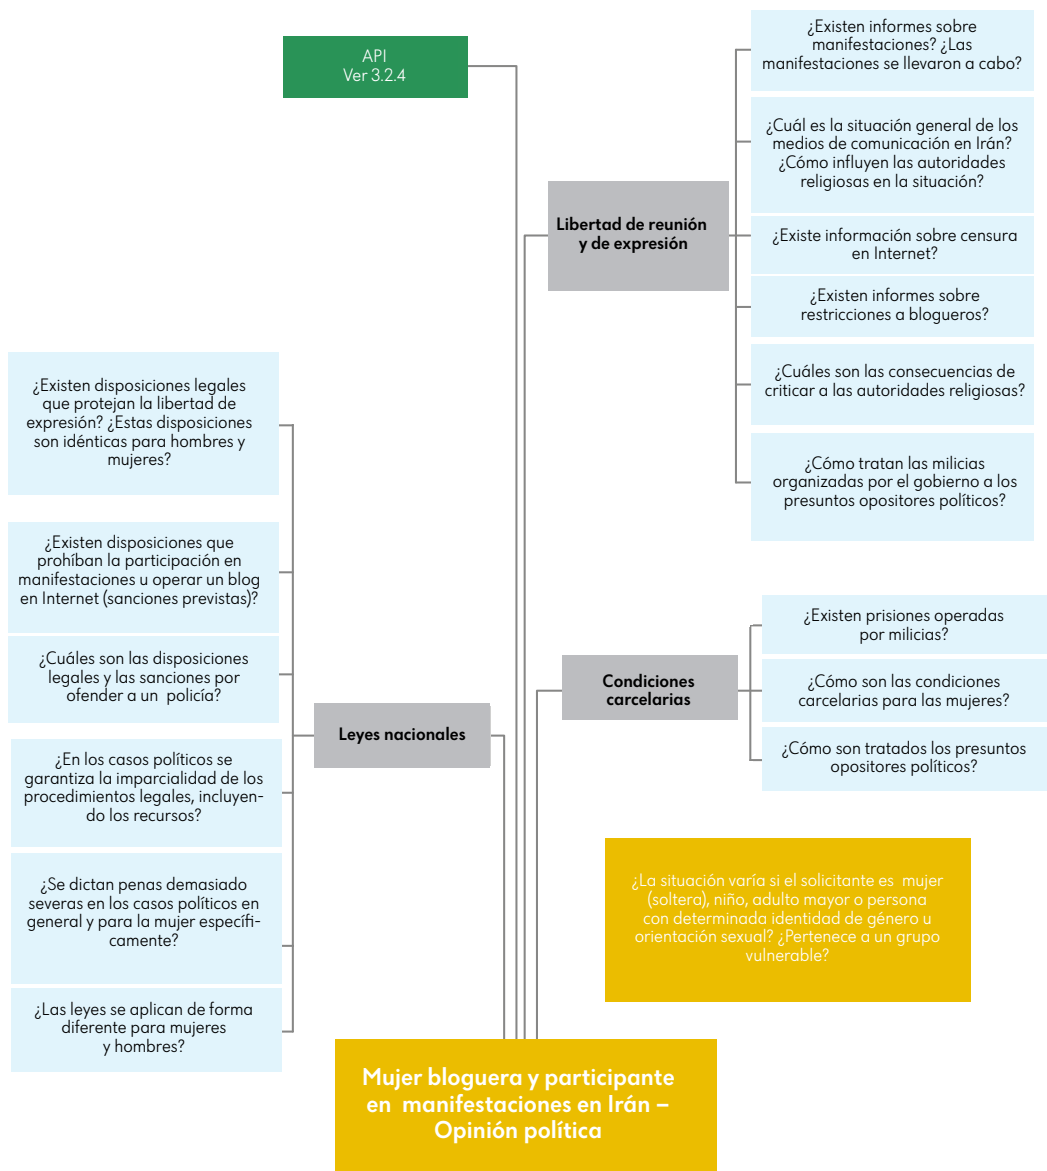 API
Ver 3.2.4
¿Existen informes sobre
manifestaciones? ¿Las
manifestaciones se llevaron a cabo?
¿Cuál es la situación general de los
medios de comunicación en Irán?
¿Cómo influyen las autoridades
religiosas en la situación?
Libertad de reunión
y de expresión
¿Existe información sobre censura
en Internet?
¿Existen informes sobre
restricciones a blogueros?
¿Cuáles son las consecuencias de
criticar a las autoridades religiosas?
¿Cómo tratan las milicias
organizadas por el gobierno a los
presuntos opositores políticos?
¿Existen disposiciones legales
que protejan la libertad de
expresión? ¿Estas disposiciones
son idénticas para hombres y
mujeres?
¿Existen disposiciones que
prohíban la participación en
manifestaciones u operar un blog
en Internet (sanciones previstas)?
¿Cuáles son las disposiciones
legales y las sanciones por
ofender a un policía?
Leyes nacionales
¿En los casos políticos se
garantiza la imparcialidad de los
procedimientos legales, incluyen-
do los recursos?
¿Se dictan penas demasiado
severas en los casos políticos en
general y para la mujer específi-
camente?
¿Las leyes se aplican de forma
diferente para mujeres
y hombres?
Condiciones
carcelarias
¿Existen prisiones operadas
por milicias?
¿Cómo son las condiciones
carcelarias para las mujeres?
¿Cómo son tratados los presuntos
opositores políticos?
¿La situación varía si el solicitante es mujer
(soltera), niño, adulto mayor o persona
con determinada identidad de género u
orientación sexual? ¿Pertenece a un grupo
vulnerable?
Mujer bloguera y participante
en manifestaciones en Irán –
Opinión política